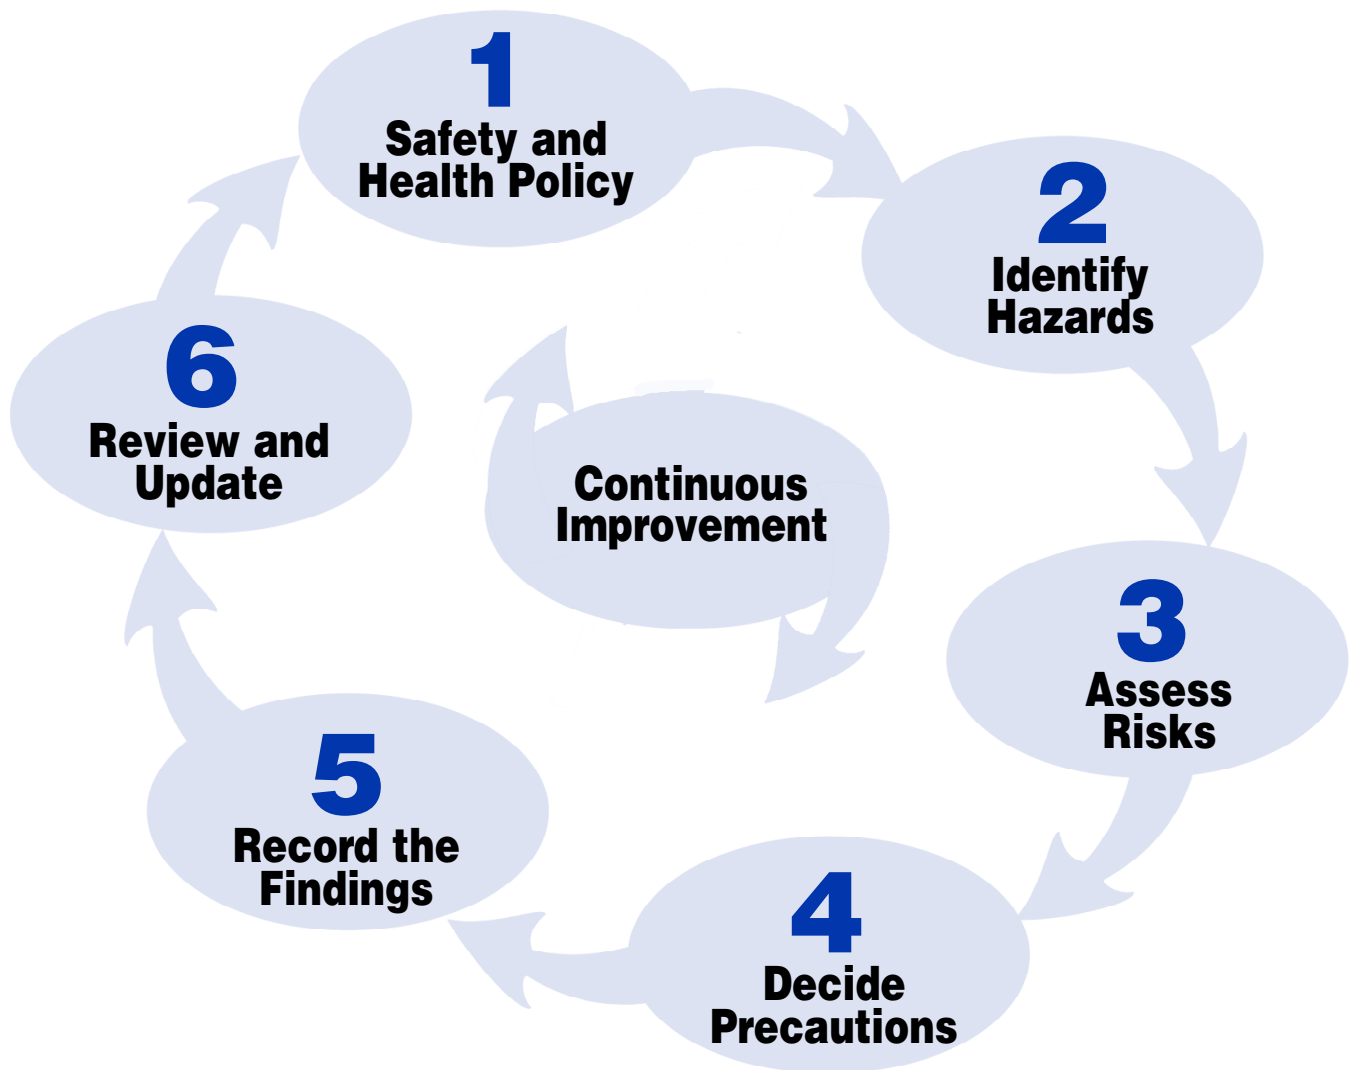 1
Safety and
Health Policy
2
Identify
Hazards
3
Assess
Risks
4
Decide
Precautions
5
Record the
Findings
6
Review and
Update
Continuous
Improvement